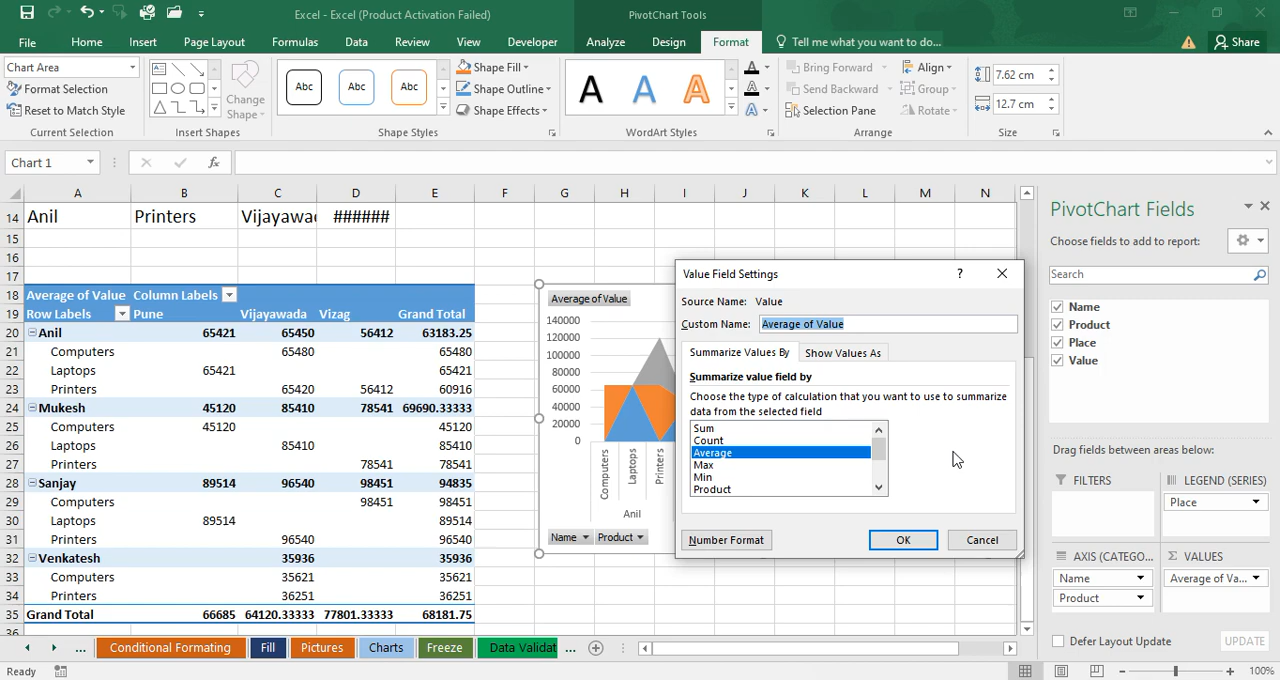 Excel - Excel (Product Activation Failed)
PivotChart Tools
File Home Insert Page Layout Formulas Data Review View Developer Analyze Design Format Tell me what you want to do... Share
Chart Area
Format Selection
Reset to Match Style
Current Selection
Change Shape
Insert Shapes
Abc Abc Abc
Shape Fill
Shape Outline
Shape Effects
Shape Styles
A A A
WordArt Styles
Bring Forward
Send Backward
Selection Pane
Align
Group
Rotate
Arrange
7.62 cm
12.7 cm
Size
Chart 1
fx
A B C D E F G H I J K L M N
14 Anil Printers Vijayawad ######
15
16
17
18 Average of Value Column Labels
19 Row Labels Pune Vijayawada Vizag Grand Total
20 Anil 65421 65450 56412 63183.25
21 Computers 65480 65480
22 Laptops 65421 65421
23 Printers 65420 56412 60916
24 Mukesh 45120 85410 78541 69690.33333
25 Computers 45120 45120
26 Laptops 85410 85410
27 Printers 78541 78541
28 Sanjay 89514 96540 98451 94835
29 Computers 98451 98451
30 Laptops 89514 89514
31 Printers 96540 96540
32 Venkatesh 35936 35936
33 Computers 35621 35621
34 Printers 36251 36251
35 Grand Total 66685 64120.33333 77801.33333 68181.75
36
Average of Value
140000
120000
100000
80000
60000
40000
20000
0
Computers
Laptops
Printers
Anil
Name Product
Value Field Settings
?
Source Name: Value
Custom Name: Average of Value
Summarize Values By Show Values As
Summarize value field by
Choose the type of calculation that you want to use to summarize
data from the selected field
Sum
Count
Average
Max
Min
Product
Number Format OK Cancel
PivotChart Fields
Choose fields to add to report:
Search
Name
Product
Place
Value
Drag fields between areas below:
FILTERS
LEGEND (SERIES)
Place
AXIS (CATEGO...
Name
Product
Σ VALUES
Average of Va...
Defer Layout Update UPDATE
... Conditional Formating Fill Pictures Charts Freeze Data Validat ...
Ready
100%